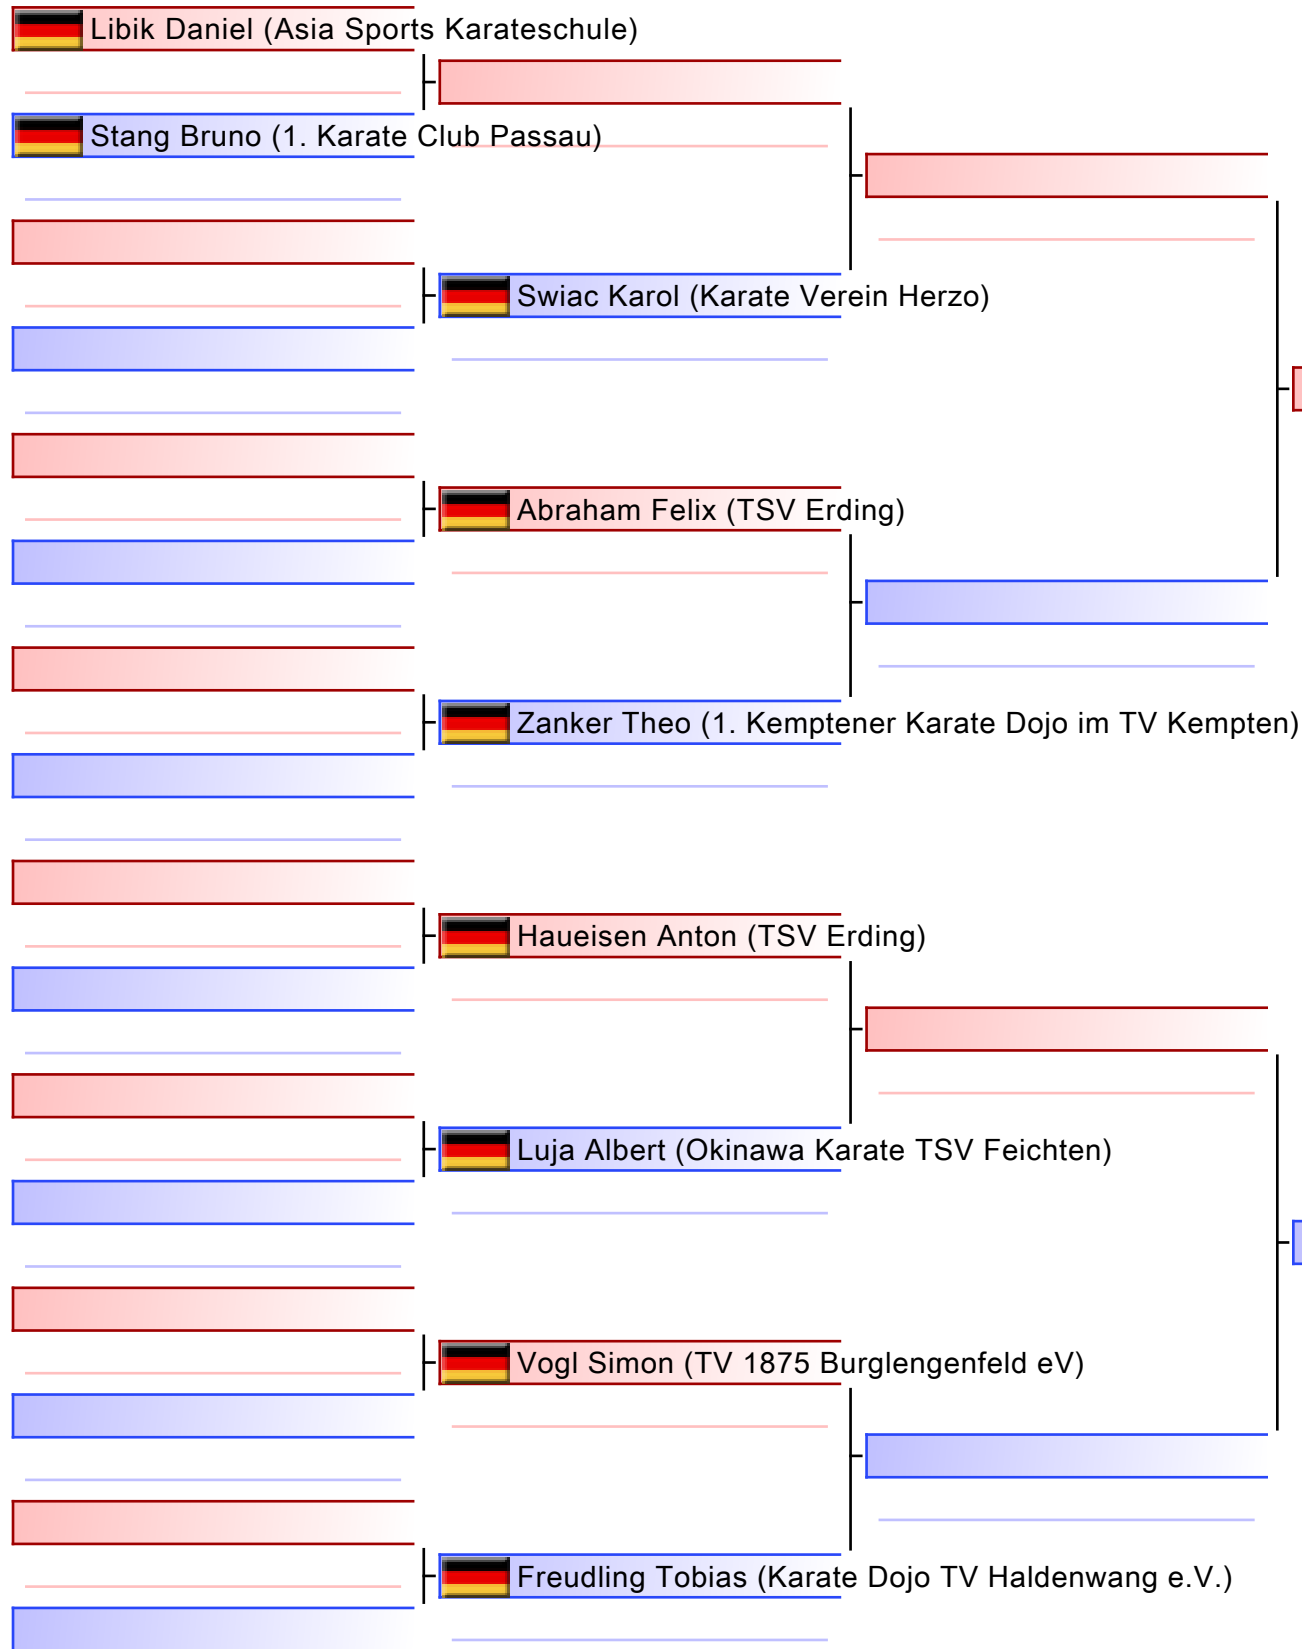 Libik Daniel (Asia Sports Karateschule)
Stang Bruno (1. Karate Club Passau)
Swiac Karol (Karate Verein Herzo)
Abraham Felix (TSV Erding)
Zanker Theo (1. Kemptener Karate Dojo im TV Kempten)
Haueisen Anton (TSV Erding)
Luja Albert (Okinawa Karate TSV Feichten)
Vogl Simon (TV 1875 Burglengenfeld eV)
Freudling Tobias (Karate Dojo TV Haldenwang e.V.)